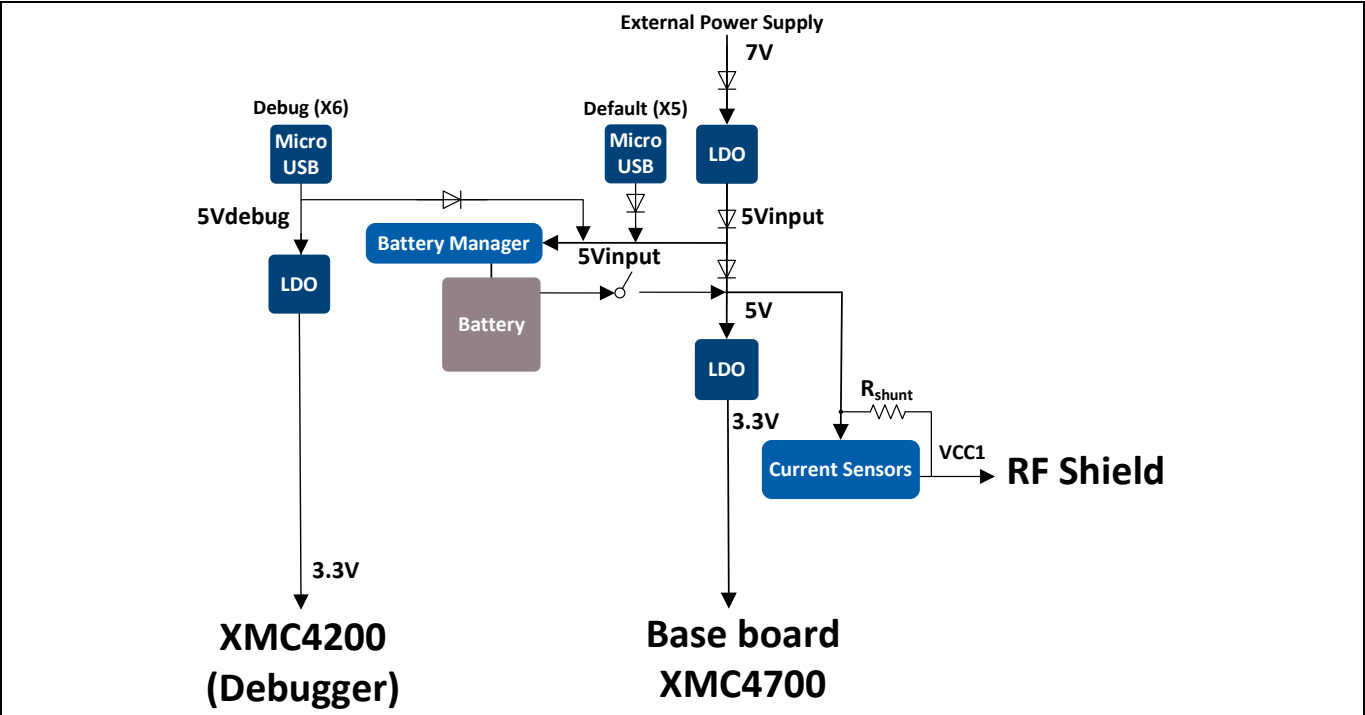 External Power Supply
7V
Debug (X6)
Default (X5)
Micro
USB
Micro
USB
LDO
5Vdebug
5Vinput
Battery Manager
5Vinput
LDO
Battery
5V
LDO
Rshunt
3.3V
VCC1
Current Sensors
RF Shield
3.3V
XMC4200
(Debugger)
Base board
XMC4700